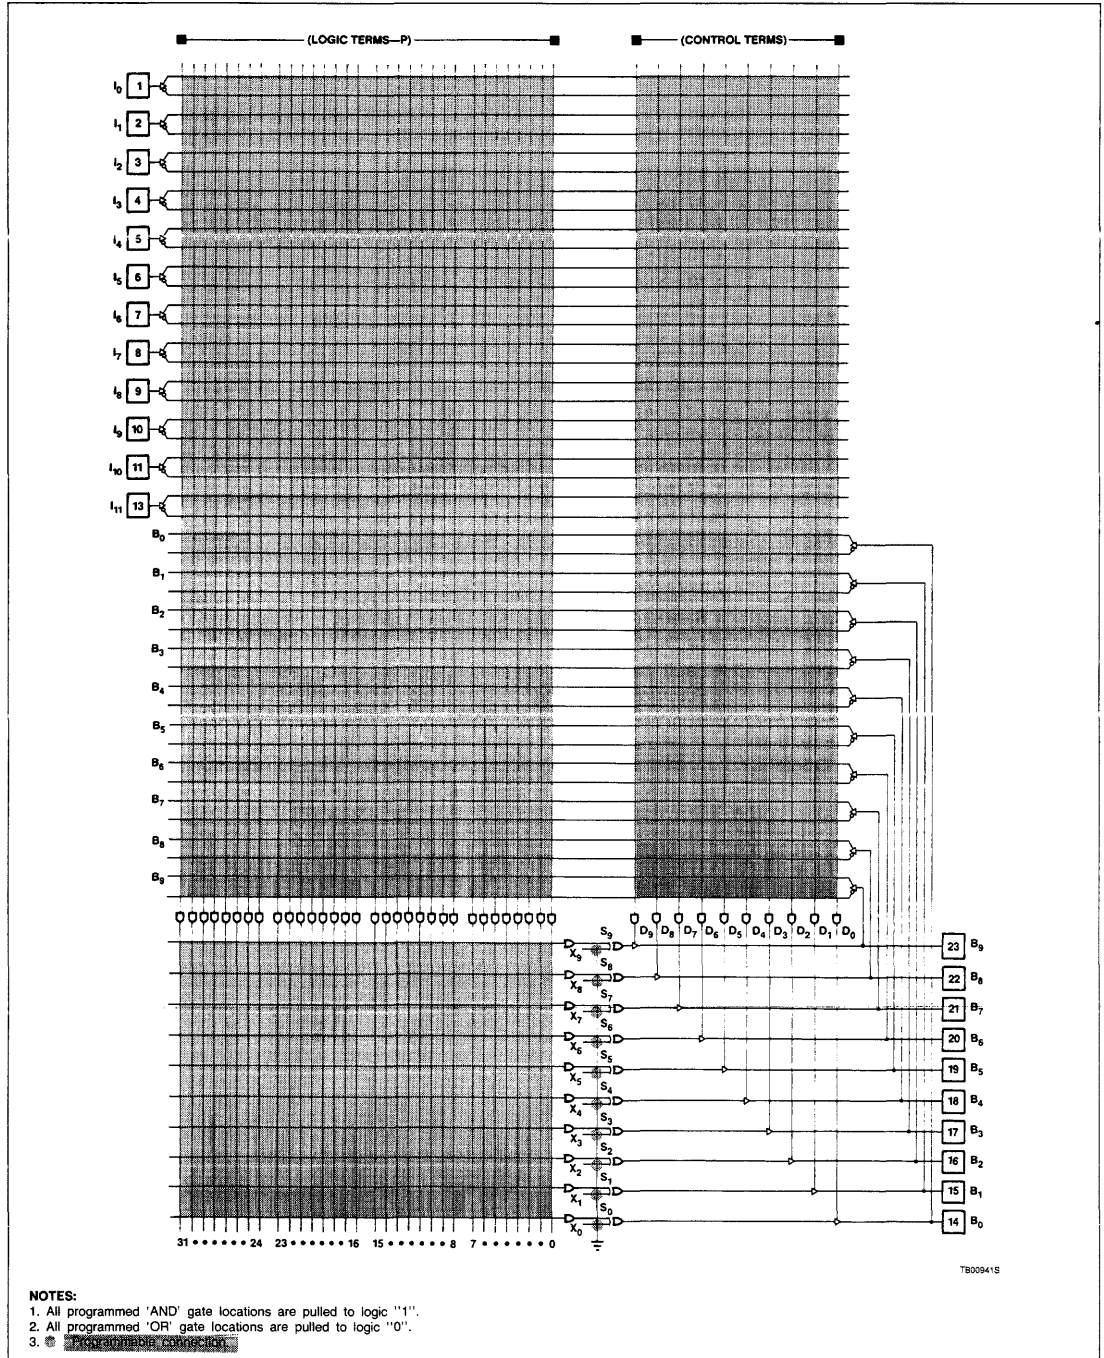 (LOGIC TERMS—P) (CONTROL TERMS)
I0 1
I1 2
I2 3
I3 4
I4 5
I5 6
I6 7
I7 8
I8 9
I9 10
I10 11
I11 13
B0
B1
B2
B3
B4
B5
B6
B7
B8
B9
D9 D8 D7 D6 D5 D4 D3 D2 D1 D0
S9 X9 23 B9
S8 X8 22 B8
S7 X7 21 B7
S6 X6 20 B6
S5 X5 19 B5
S4 X4 18 B4
S3 X3 17 B3
S2 X2 16 B2
S1 X1 15 B1
S0 X0 14 B0
31 • • • • • • 24 23 • • • • • • 16 15 • • • • • • 8 7 • • • • • • 0
TB00941S
NOTES:
1. All programmed 'AND' gate locations are pulled to logic "1".
2. All programmed 'OR' gate locations are pulled to logic "0".
3. Programmable connection.